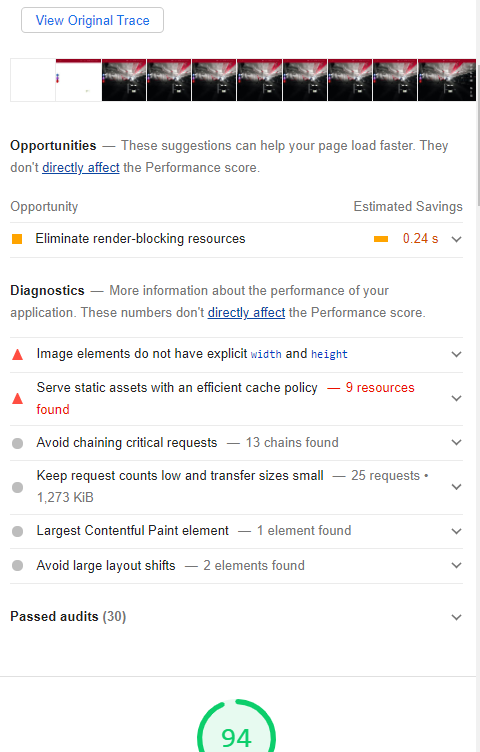 View Original Trace
Opportunities — These suggestions can help your page load faster. They
don't directly affect the Performance score.
Opportunity Estimated Savings
Eliminate render-blocking resources 0.24 s
Diagnostics — More information about the performance of your
application. These numbers don't directly affect the Performance score.
Image elements do not have explicit width and height
Serve static assets with an efficient cache policy — 9 resources
found
Avoid chaining critical requests — 13 chains found
Keep request counts low and transfer sizes small — 25 requests •
1,273 KiB
Largest Contentful Paint element — 1 element found
Avoid large layout shifts — 2 elements found
Passed audits (30)
94